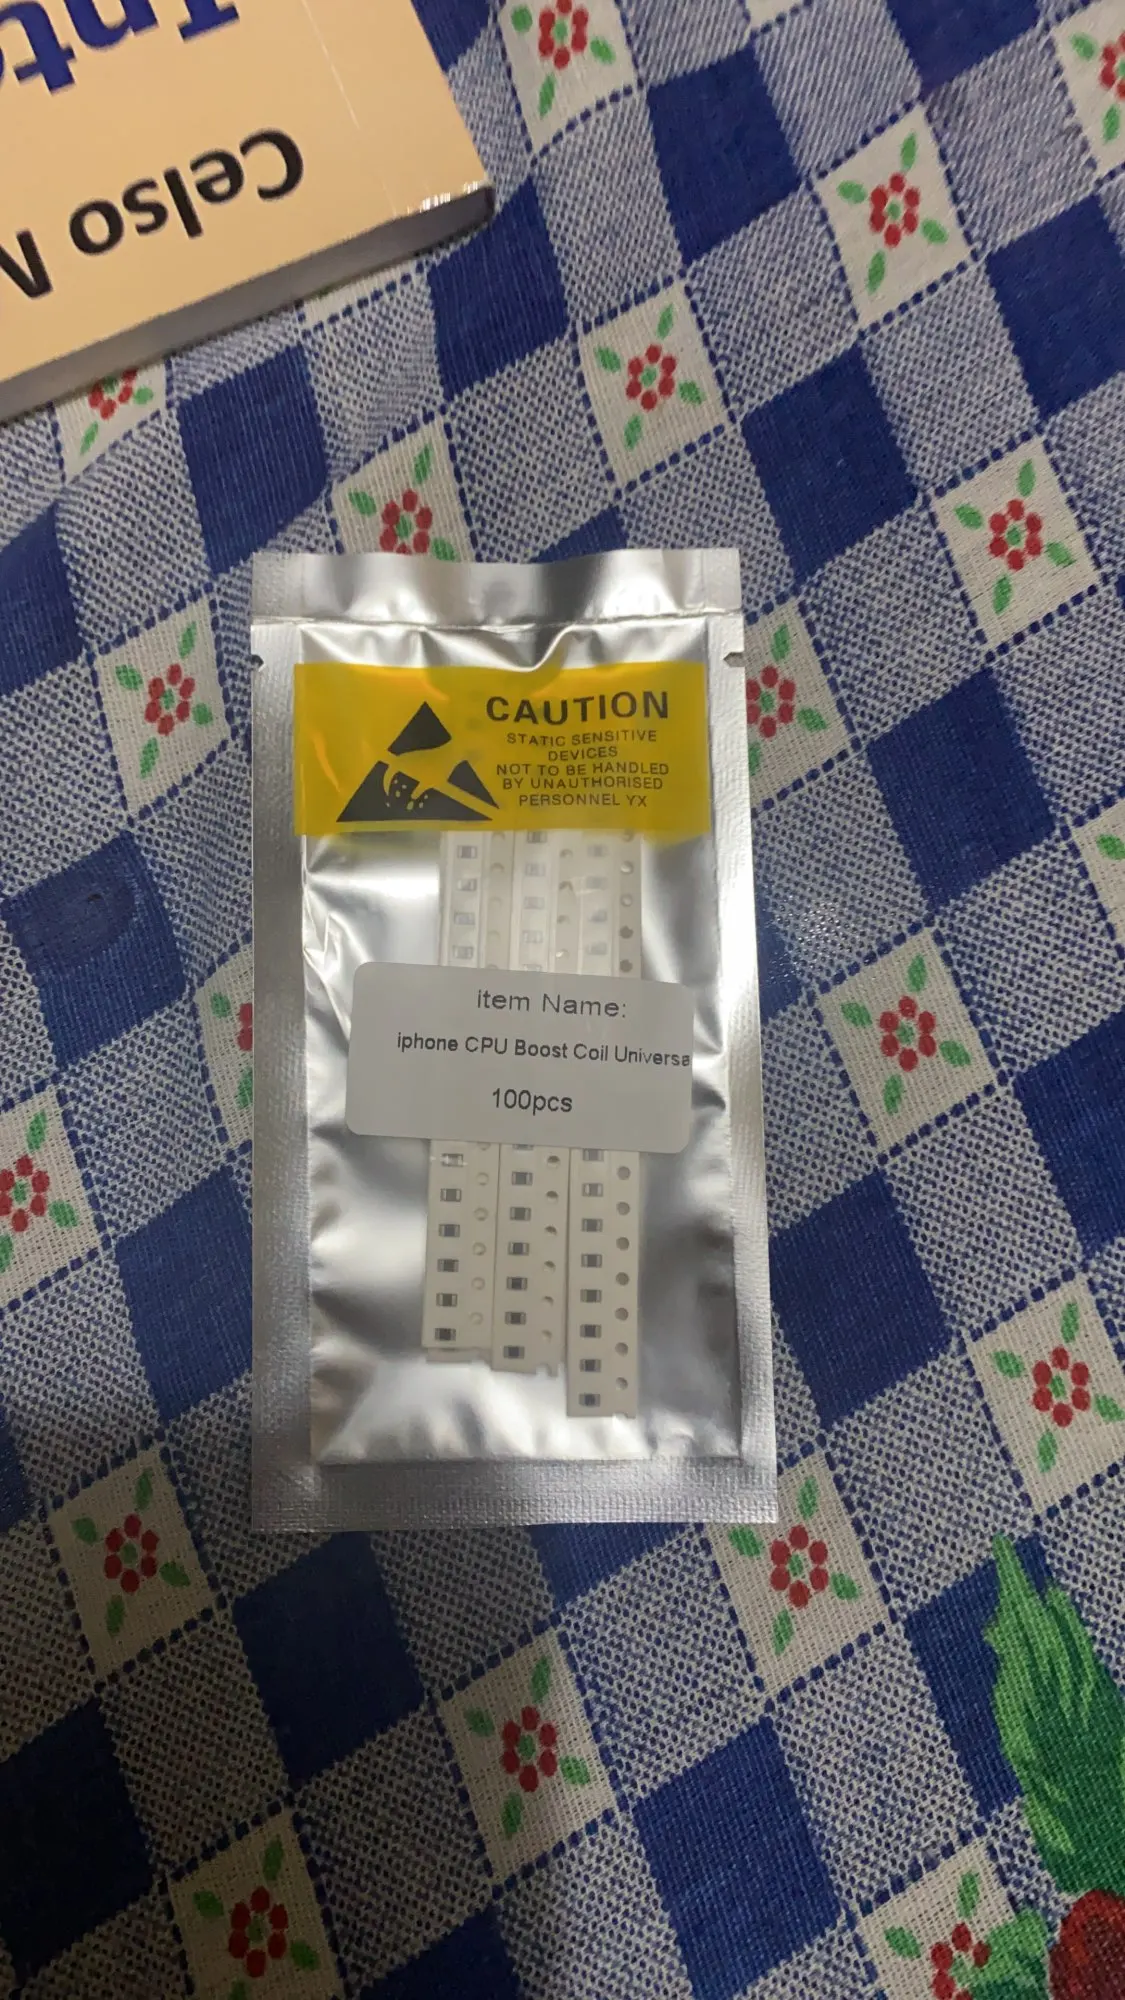 Celso
CAUTION
STATIC SENSITIVE
DEVICES
NOT TO BE HANDLED
BY UNAUTHORISED
PERSONNEL YX
item Name:
iphone CPU Boost Coil Universa
100pcs